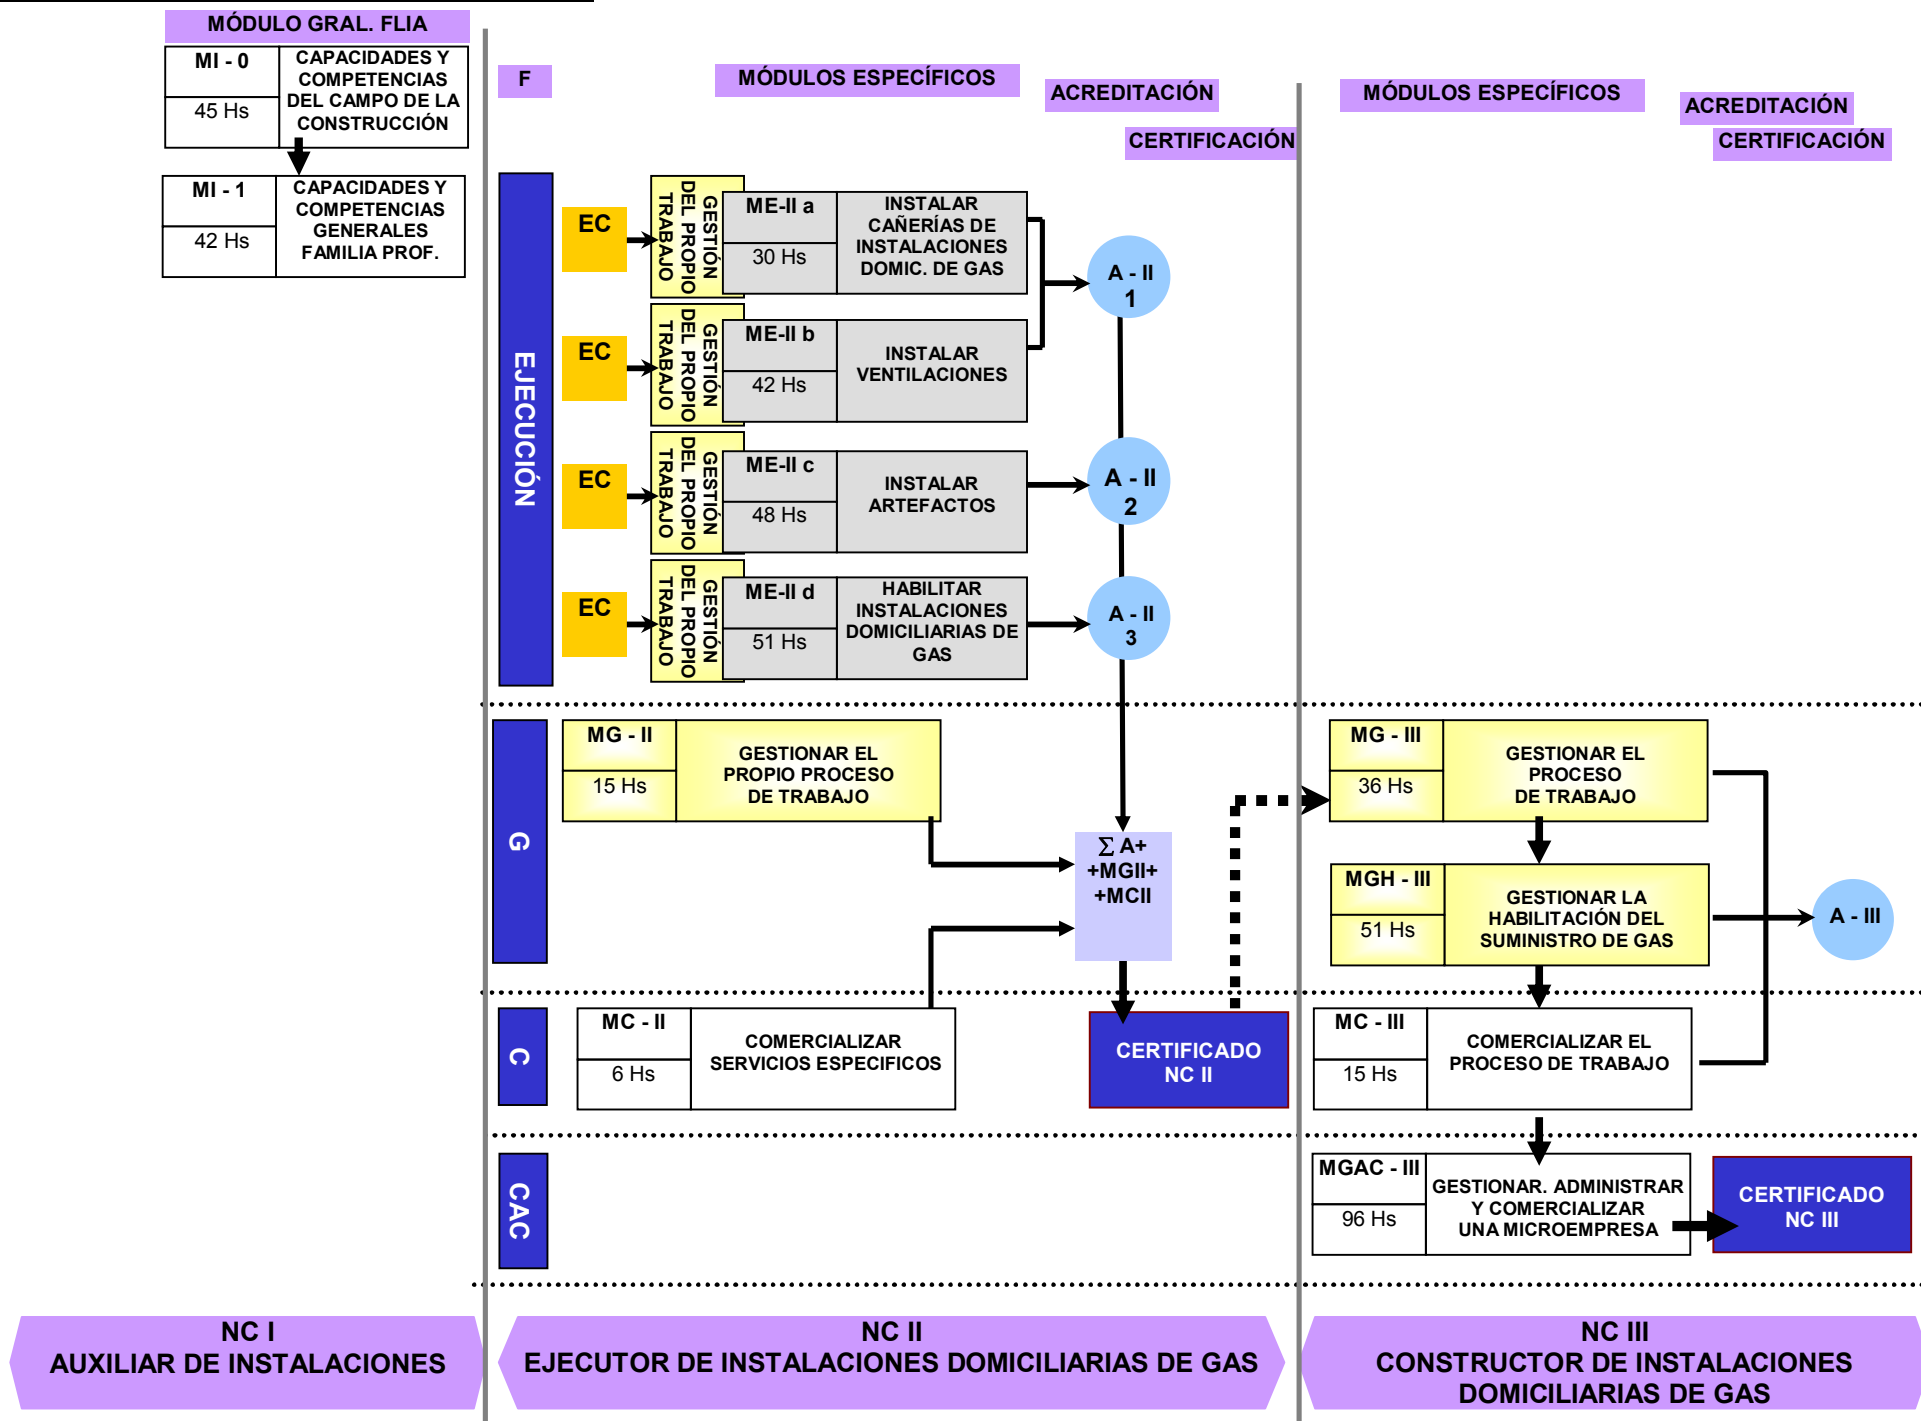 MÓDULO GRAL. FLIA
MI - 0
45 Hs
CAPACIDADES Y
COMPETENCIAS
DEL CAMPO DE LA
CONSTRUCCIÓN
MI - 1
42 Hs
CAPACIDADES Y
COMPETENCIAS
GENERALES
FAMILIA PROF.
F
MÓDULOS ESPECÍFICOS
ACREDITACIÓN
CERTIFICACIÓN
EJECUCIÓN
EC
GESTIÓN
DEL PROPIO
TRABAJO
ME-II a
30 Hs
INSTALAR
CAÑERÍAS DE
INSTALACIONES
DOMIC. DE GAS
A - II
1
EC
GESTIÓN
DEL PROPIO
TRABAJO
ME-II b
42 Hs
INSTALAR
VENTILACIONES
EC
GESTIÓN
DEL PROPIO
TRABAJO
ME-II c
48 Hs
INSTALAR
ARTEFACTOS
A - II
2
EC
GESTIÓN
DEL PROPIO
TRABAJO
ME-II d
51 Hs
HABILITAR
INSTALACIONES
DOMICILIARIAS DE
GAS
A - II
3
G
MG - II
15 Hs
GESTIONAR EL
PROPIO PROCESO
DE TRABAJO
∑ A+
+MGII+
+MCII
C
MC - II
6 Hs
COMERCIALIZAR
SERVICIOS ESPECIFICOS
CERTIFICADO
NC II
CAC
MÓDULOS ESPECÍFICOS
ACREDITACIÓN
CERTIFICACIÓN
MG - III
36 Hs
GESTIONAR EL
PROCESO
DE TRABAJO
MGH - III
51 Hs
GESTIONAR LA
HABILITACIÓN DEL
SUMINISTRO DE GAS
A - III
MC - III
15 Hs
COMERCIALIZAR EL
PROCESO DE TRABAJO
MGAC - III
96 Hs
GESTIONAR. ADMINISTRAR
Y COMERCIALIZAR
UNA MICROEMPRESA
CERTIFICADO
NC III
NC I
AUXILIAR DE INSTALACIONES
NC II
EJECUTOR DE INSTALACIONES DOMICILIARIAS DE GAS
NC III
CONSTRUCTOR DE INSTALACIONES
DOMICILIARIAS DE GAS